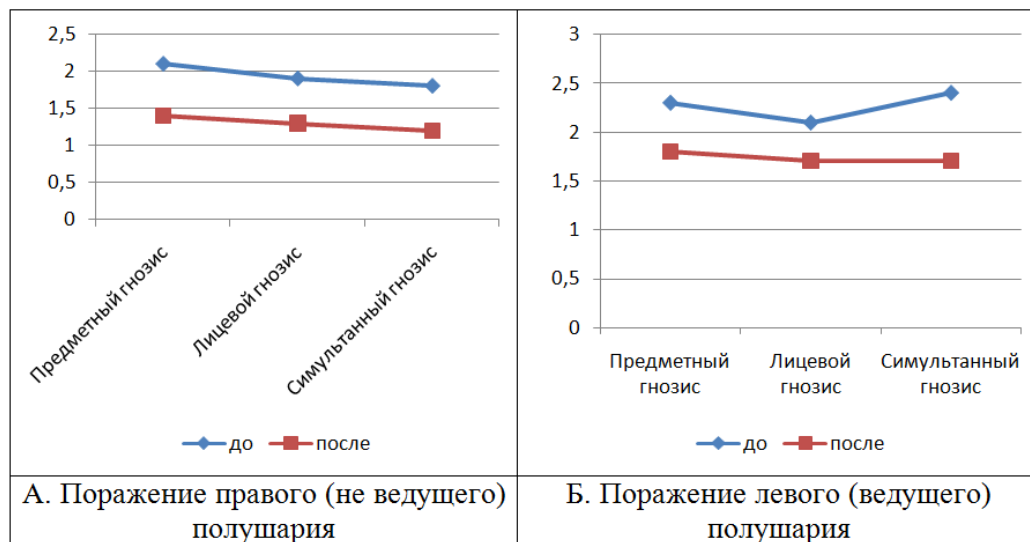 2,5
2
1,5
1
0,5
0
Предметный гнозис
Лицевой гнозис
Симультанный гнозис
до после
А. Поражение правого (не ведущего)
полушария
3
2,5
2
1,5
1
0,5
0
Предметный
гнозис
Лицевой
гнозис
Симультанный
гнозис
до после
Б. Поражение левого (ведущего)
полушария